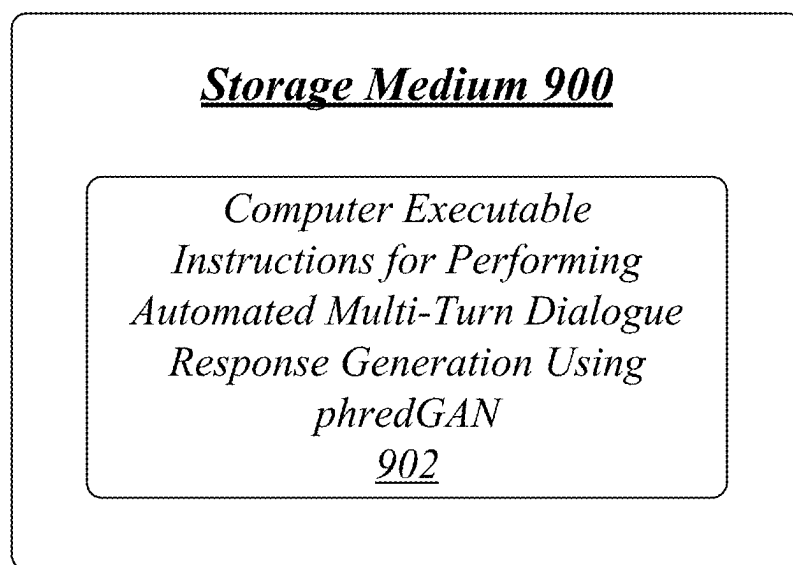 Storage Medium 900
Computer Executable
Instructions for Performing
Automated Multi-Turn Dialogue
Response Generation Using
phredGAN
902